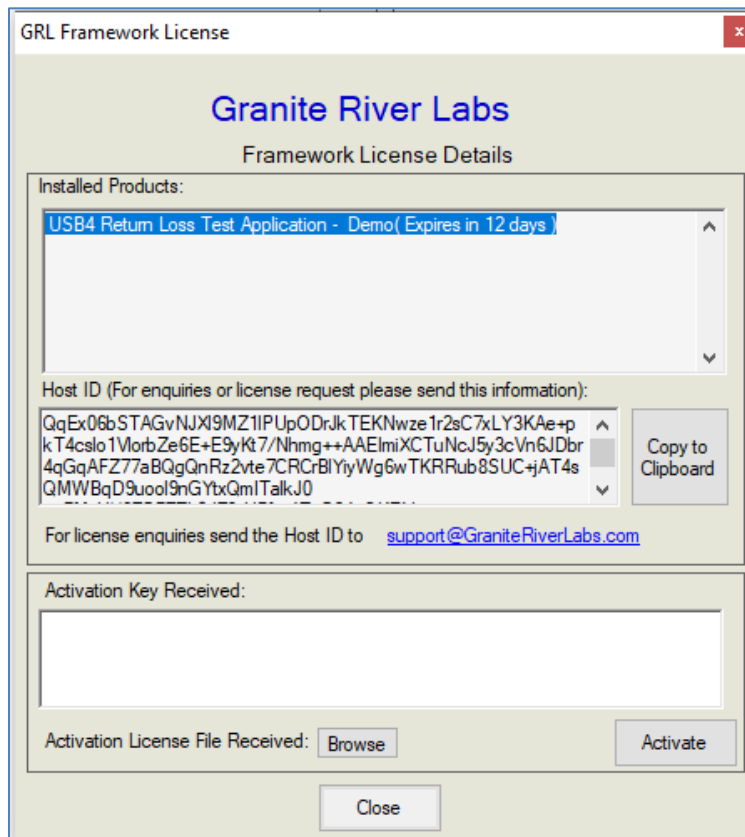 GRL Framework License
x
Granite River Labs
Framework License Details
Installed Products:
USB4 Return Loss Test Application -  Demo( Expires in 12 days )
Host ID (For enquiries or license request please send this information):
QqEx06bSTAGvNJXI9MZ1IPUpODrJkTEKNwze1r2sC7xLY3KAe+p
kT4cslo1VlorbZe6E+E9yKt7/Nhmg++AAEImiXCTuNcJ5y3cVn6JDbr
4qGqAFZ77aBQgQnRz2vte7CRCrBlYiyWg6wTKRRub8SUC+jAT4s
QMWBqD9uool9nGYtxQmITalkJ0
Copy to
Clipboard
For license enquiries send the Host ID to support@GraniteRiverLabs.com
Activation Key Received:
Activation License File Received: Browse
Activate
Close